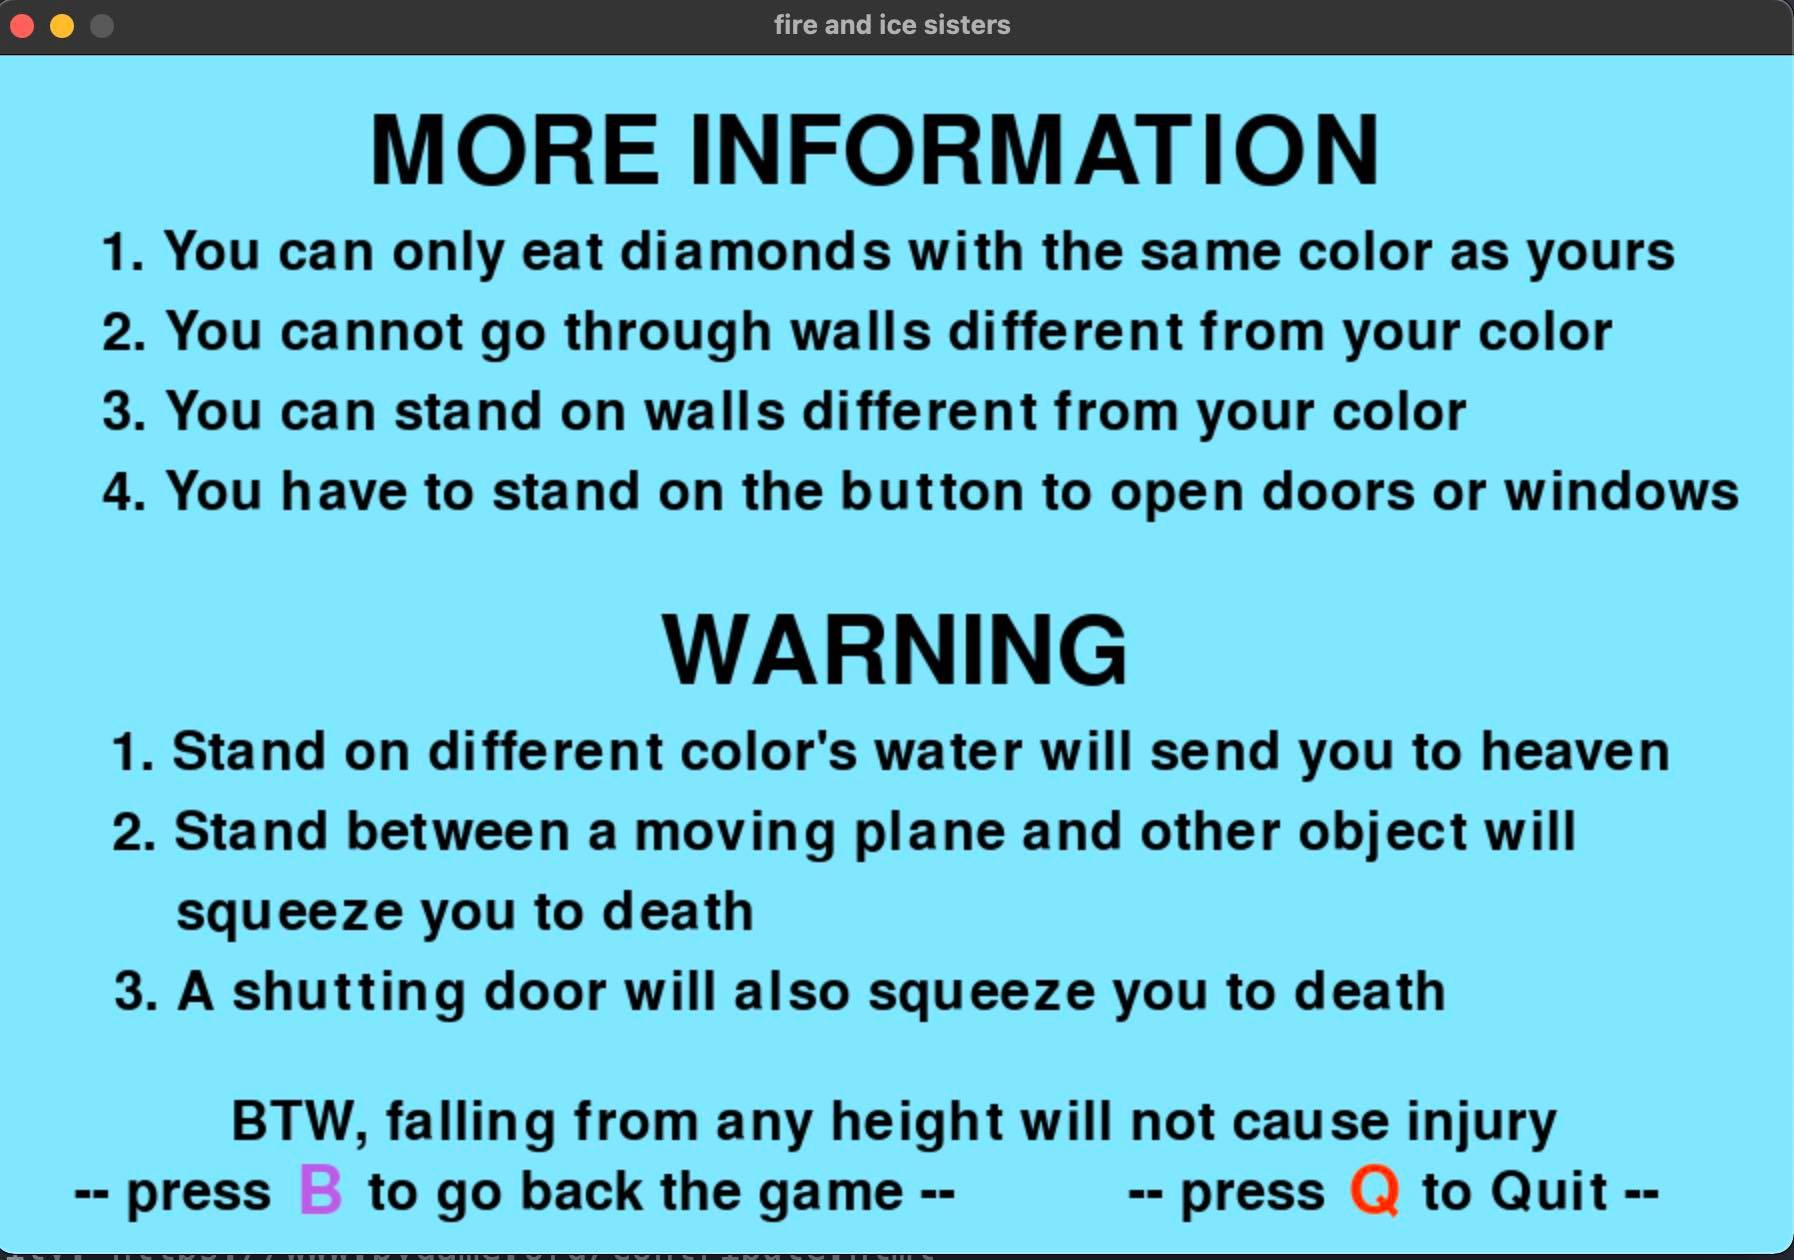 fire and ice sisters
MORE INFORMATION
1. You can only eat diamonds with the same color as yours
2. You cannot go through walls different from your color
3. You can stand on walls different from your color
4. You have to stand on the button to open doors or windows
WARNING
1. Stand on different color's water will send you to heaven
2. Stand between a moving plane and other object will
squeeze you to death
3. A shutting door will also squeeze you to death
BTW, falling from any height will not cause injury
-- press B to go back the game -- -- press Q to Quit --